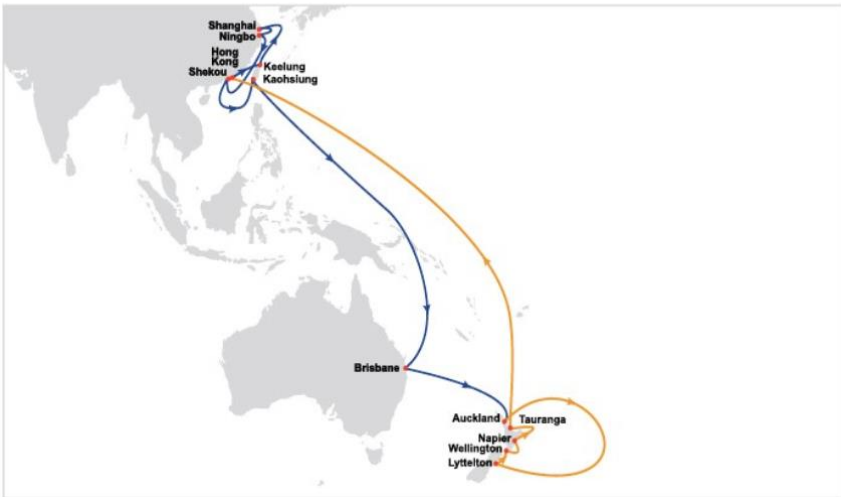 Shanghai
Ningbo
Hong
Kong
Shekou
Keelung
Kaohsiung
Brisbane
Auckland
Tauranga
Napier
Wellington
Lyttelton